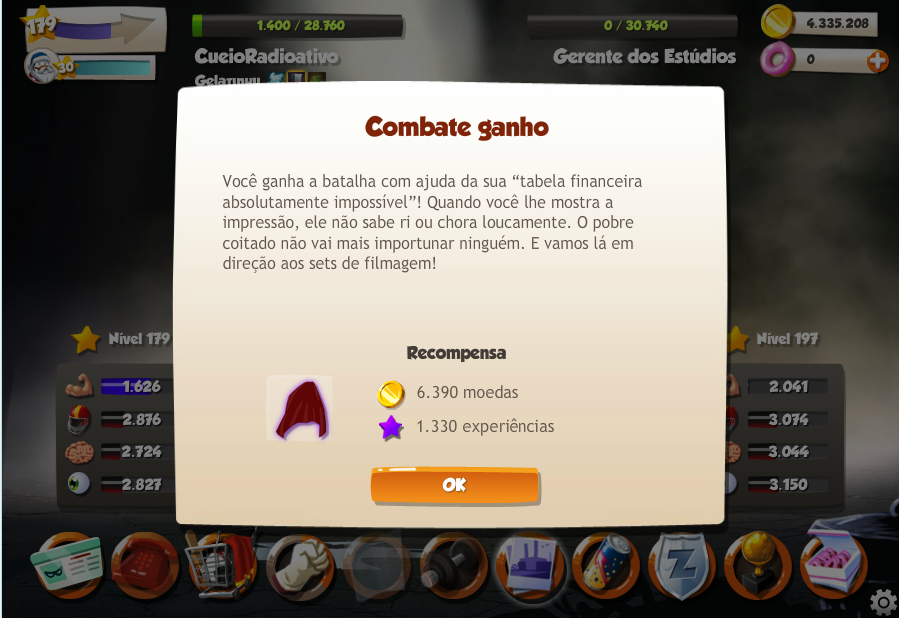 179
1.400 / 28.760
0 / 30.740
4.335.208
30
CueioRadioativo
Gerente dos Estúdios
0
Combate ganho
Você ganha a batalha com ajuda da sua “tabela financeira
absolutamente impossível”! Quando você lhe mostra a
impressão, ele não sabe ri ou chora loucamente. O pobre
coitado não vai mais importunar ninguém. E vamos lá em
direção aos sets de filmagem!
Nível 179
Nível 197
Recompensa
1.626
6.390 moedas
2.041
2.876
1.330 experiências
3.074
2.724
3.044
2.827
OK
3.150
Z